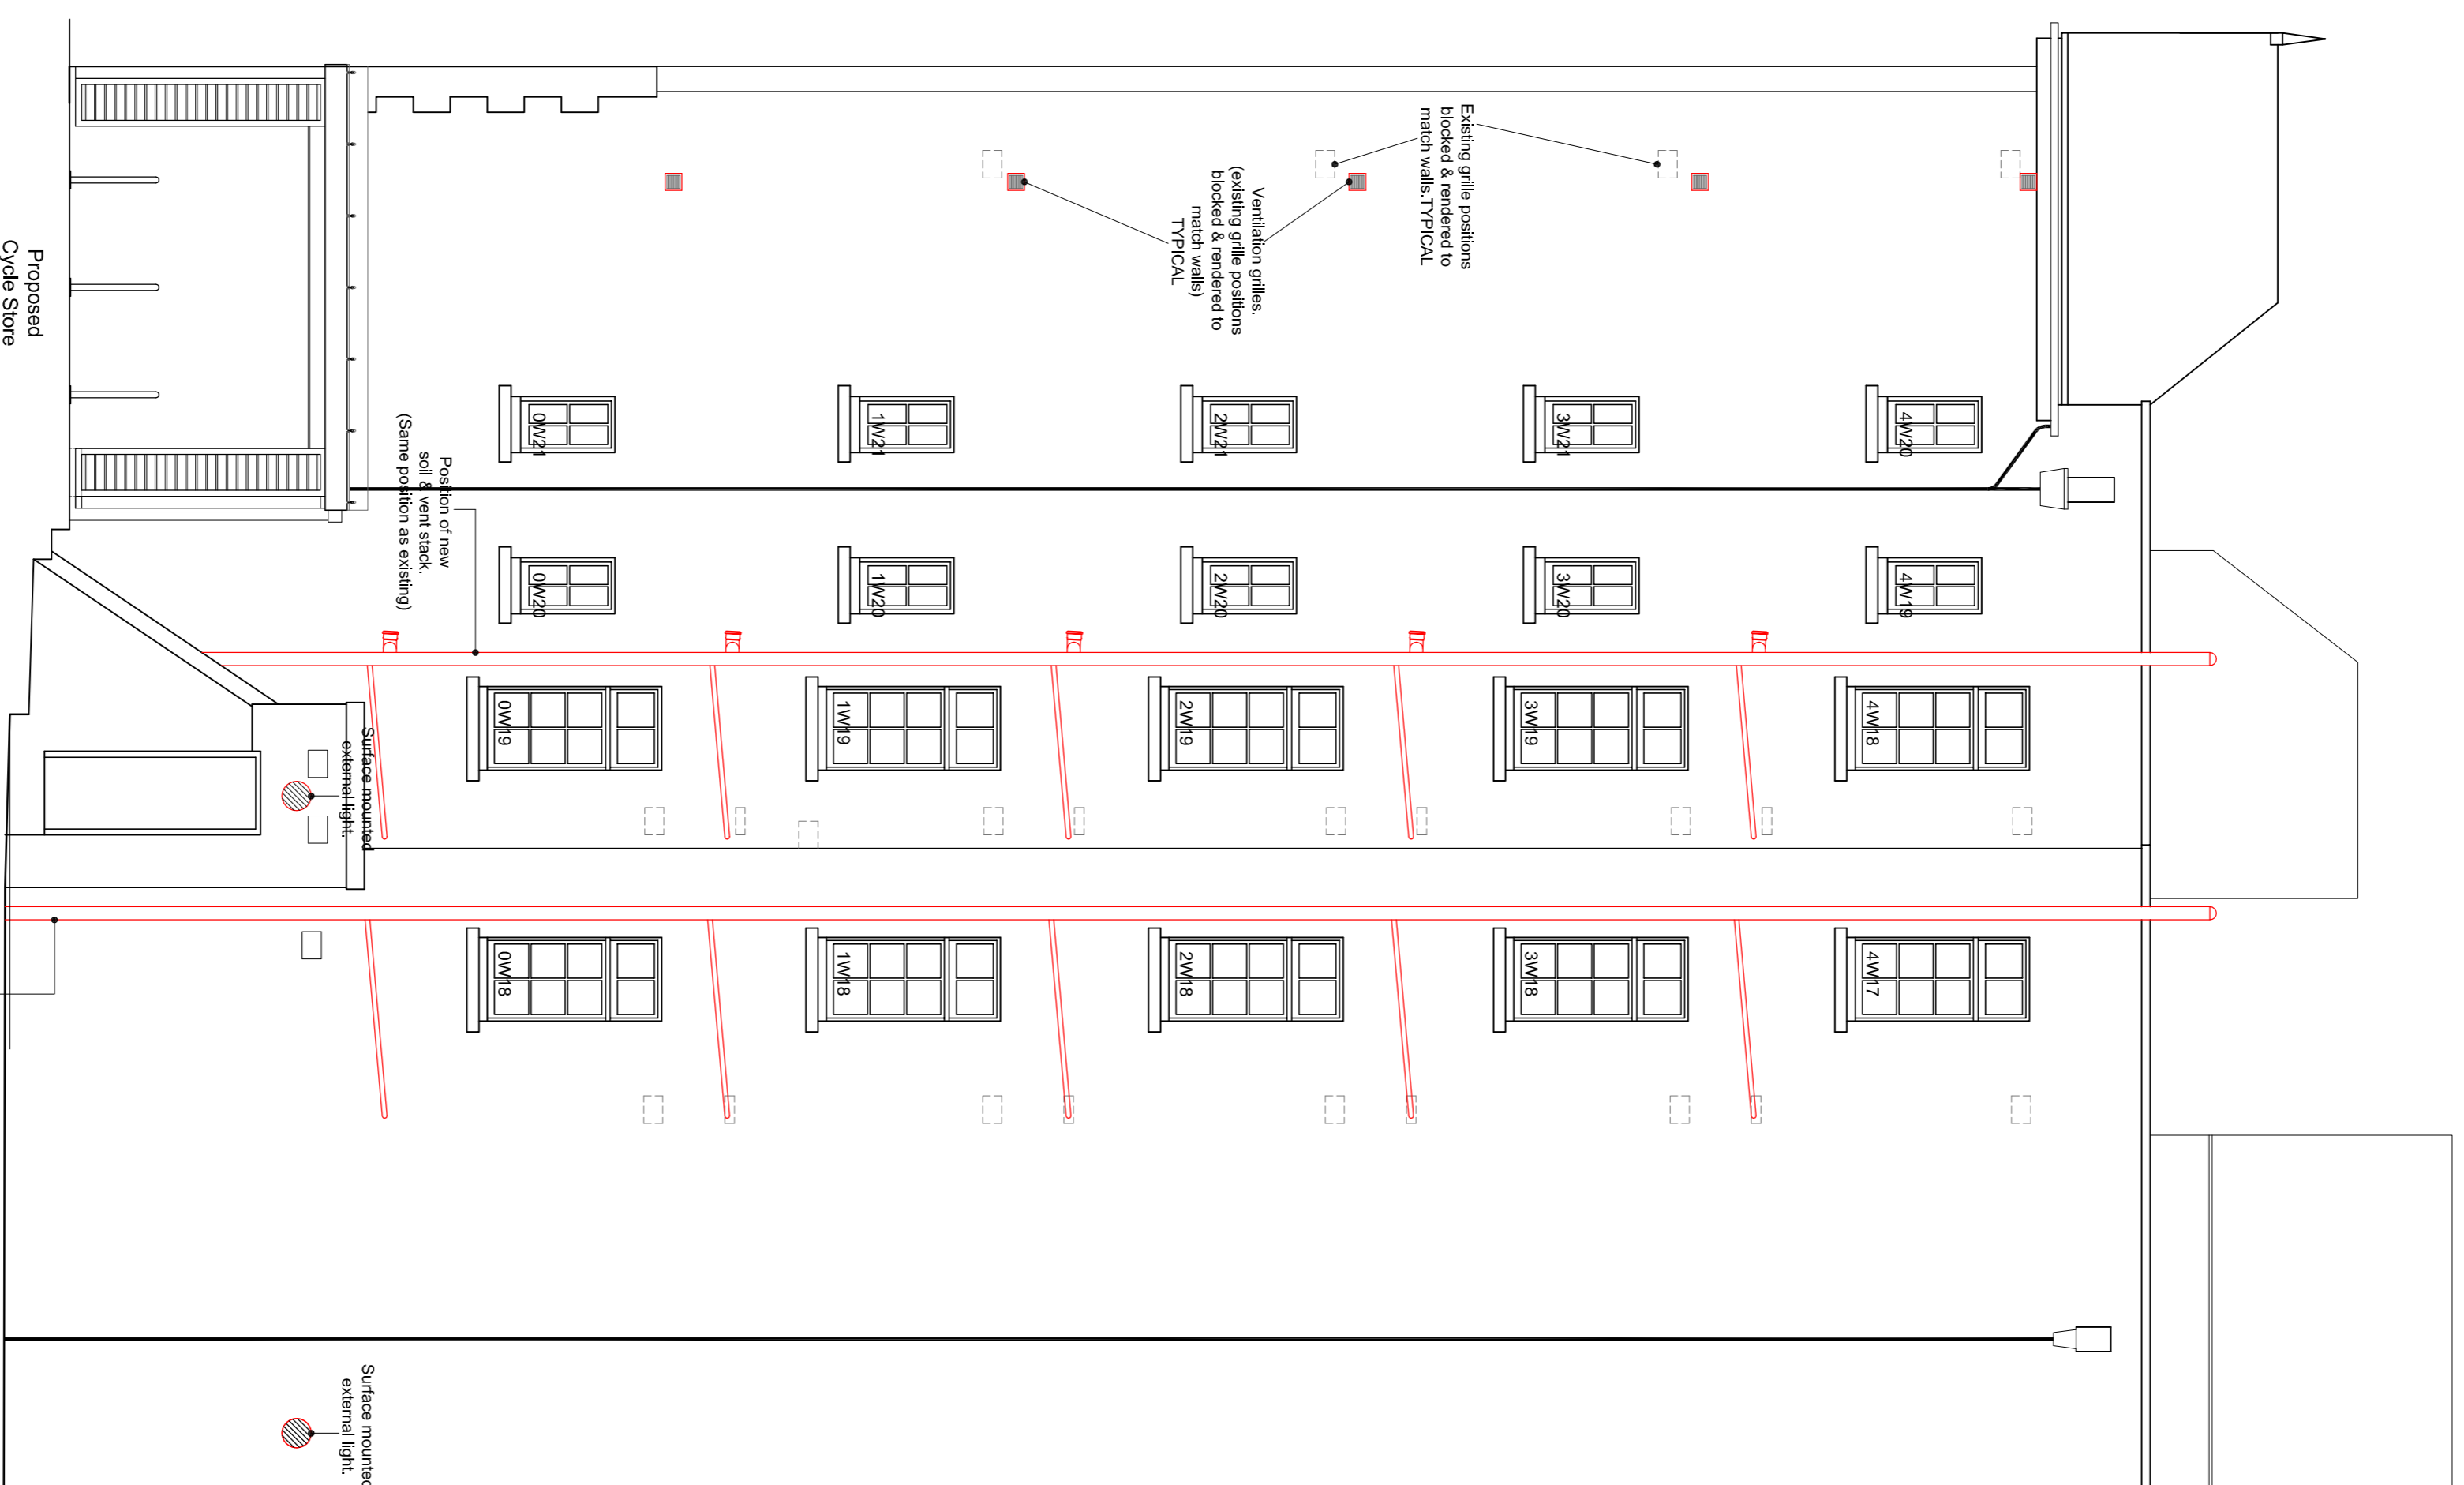 Existing grille positions
blocked & rendered to
match walls.TYPICAL
Ventilation grilles.
(existing grille positions
blocked & rendered to
match walls)
TYPICAL
4W20
4W19
4W18
4W17
3W21
3W20
3W19
3W18
2W21
2W20
2W19
2W18
1W21
1W20
1W19
1W18
0W21
0W20
0W19
0W18
Position of new
soil & vent stack.
(Same position as existing)
Surface mounted
external light.
Surface mounted
external light.
Proposed
Cycle Store